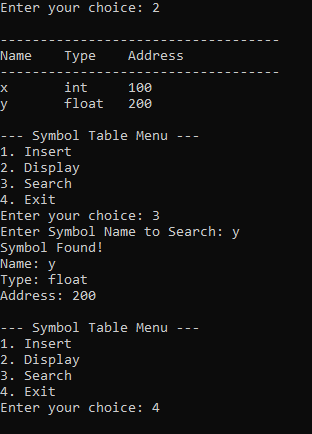 Enter your choice: 2
-----------------------------------
Name    Type    Address
-----------------------------------
x       int     100
y       float   200
--- Symbol Table Menu ---
1. Insert
2. Display
3. Search
4. Exit
Enter your choice: 3
Enter Symbol Name to Search: y
Symbol Found!
Name: y
Type: float
Address: 200
--- Symbol Table Menu ---
1. Insert
2. Display
3. Search
4. Exit
Enter your choice: 4